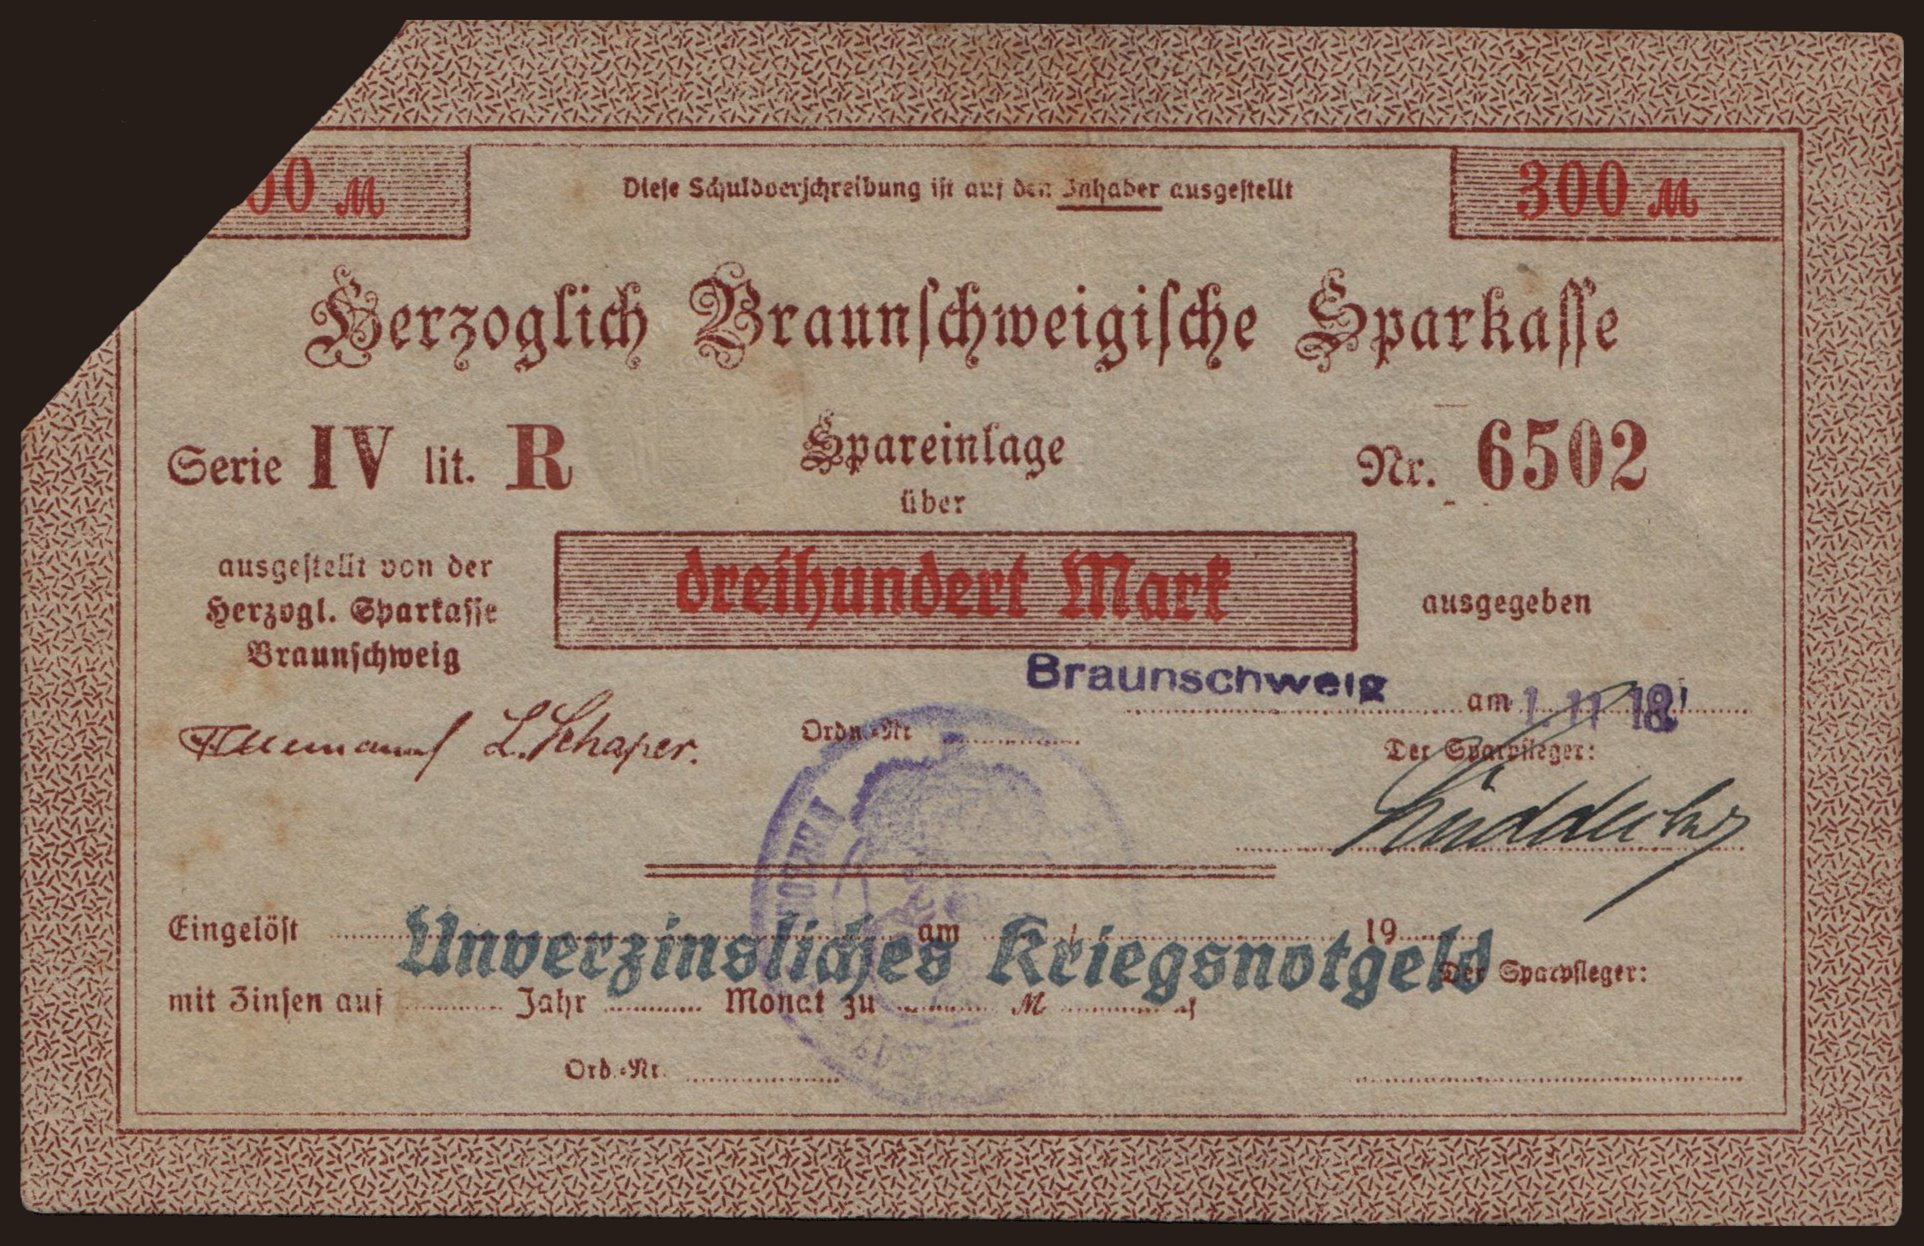 00 M
Diese Schuldverschreibung ist auf den Inhaber ausgestellt
300 M
Herzoglich Braunschweigische Sparkasse
Serie IV lit. R
Spareinlage
Nr. 6502
über
ausgestellt von der
Herzogl. Sparkasse
Braunschweig
dreihundert Mark
ausgegeben
Braunschweig am 1 11 18
L. Schaper.
Ordn.-Nr.
Der Sparpfleger:
Eingelöst am 19
Unverzinsliches Kriegsnotgeld
Der Sparpfleger:
mit Zinsen auf Jahr Monat zu M
Ord.-Nr.